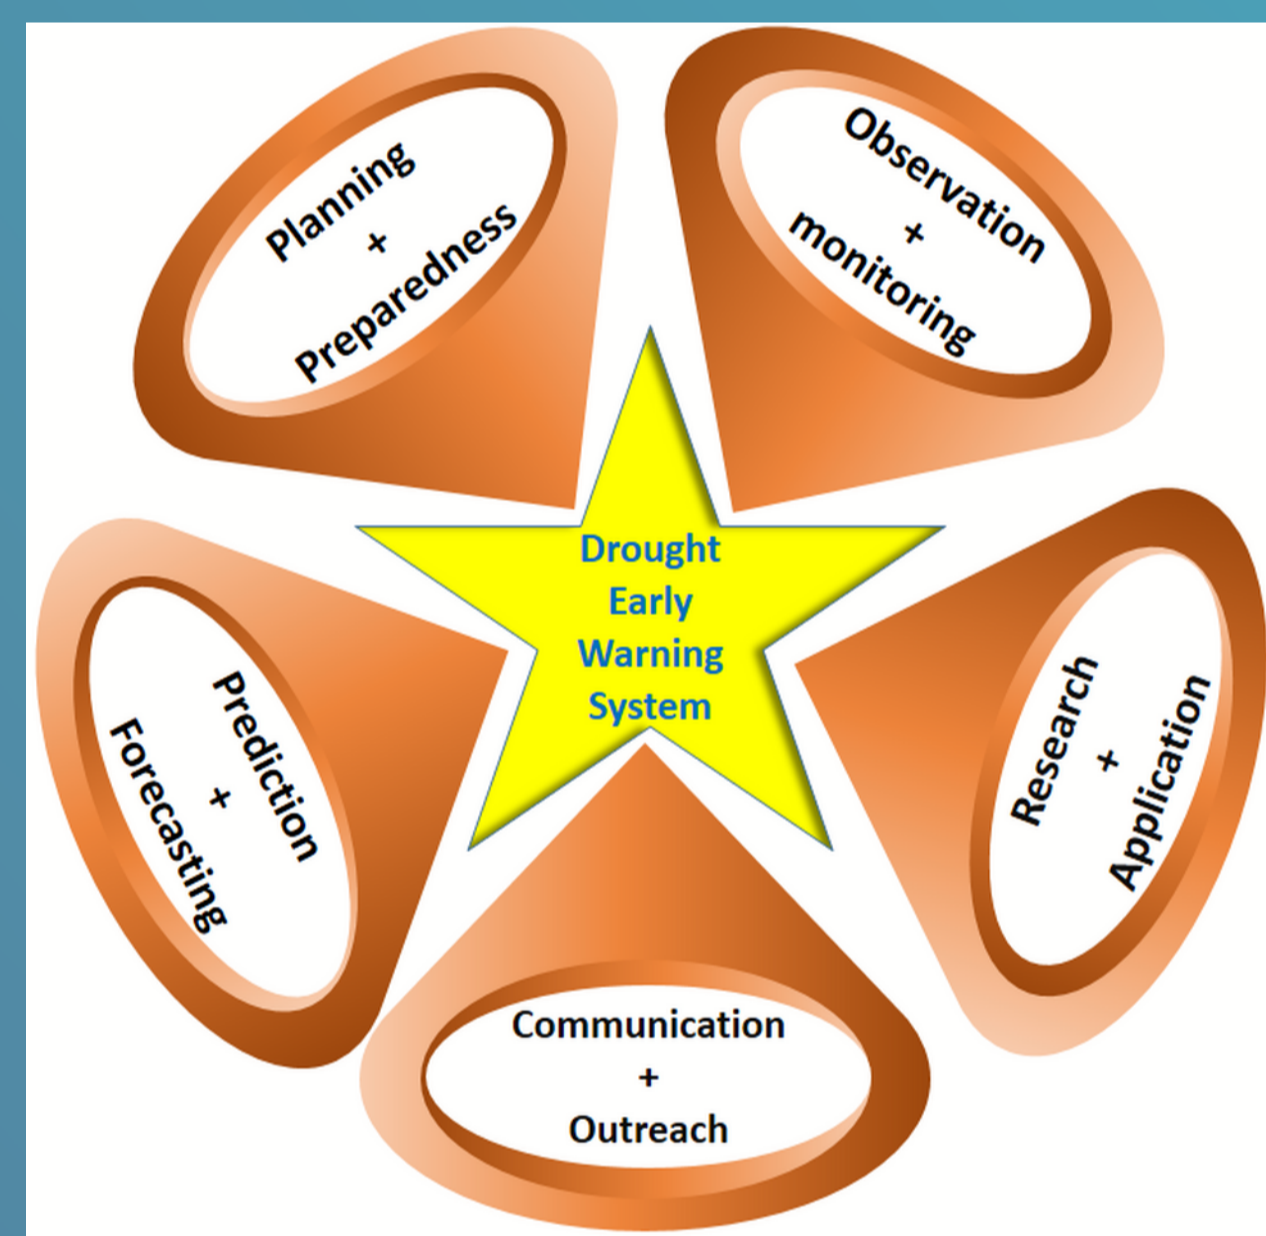 Planning
+
Preparedness
Observation
+
monitoring
Drought
Early
Warning
System
Prediction
+
Forecasting
Research
+
Application
Communication
+
Outreach